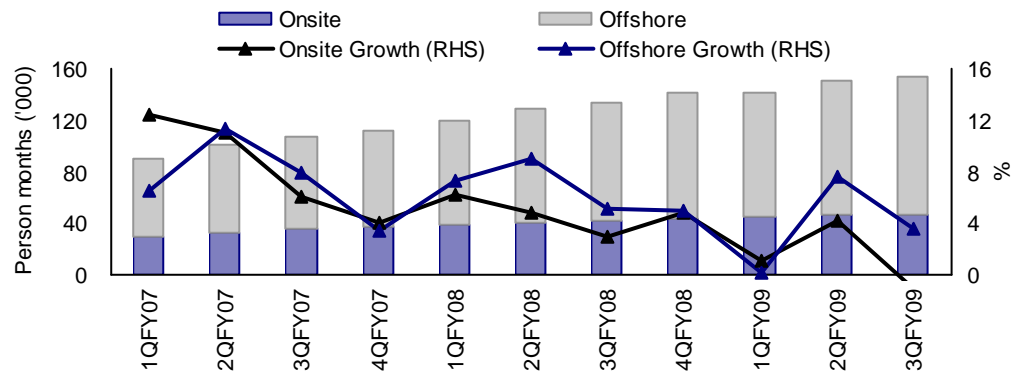 Onsite Offshore
Onsite Growth (RHS) Offshore Growth (RHS)
Person months ('000)
160 16
120 12
80 8
40 4
0 0
%
1QFY07 2QFY07 3QFY07 4QFY07 1QFY08 2QFY08 3QFY08 4QFY08 1QFY09 2QFY09 3QFY09